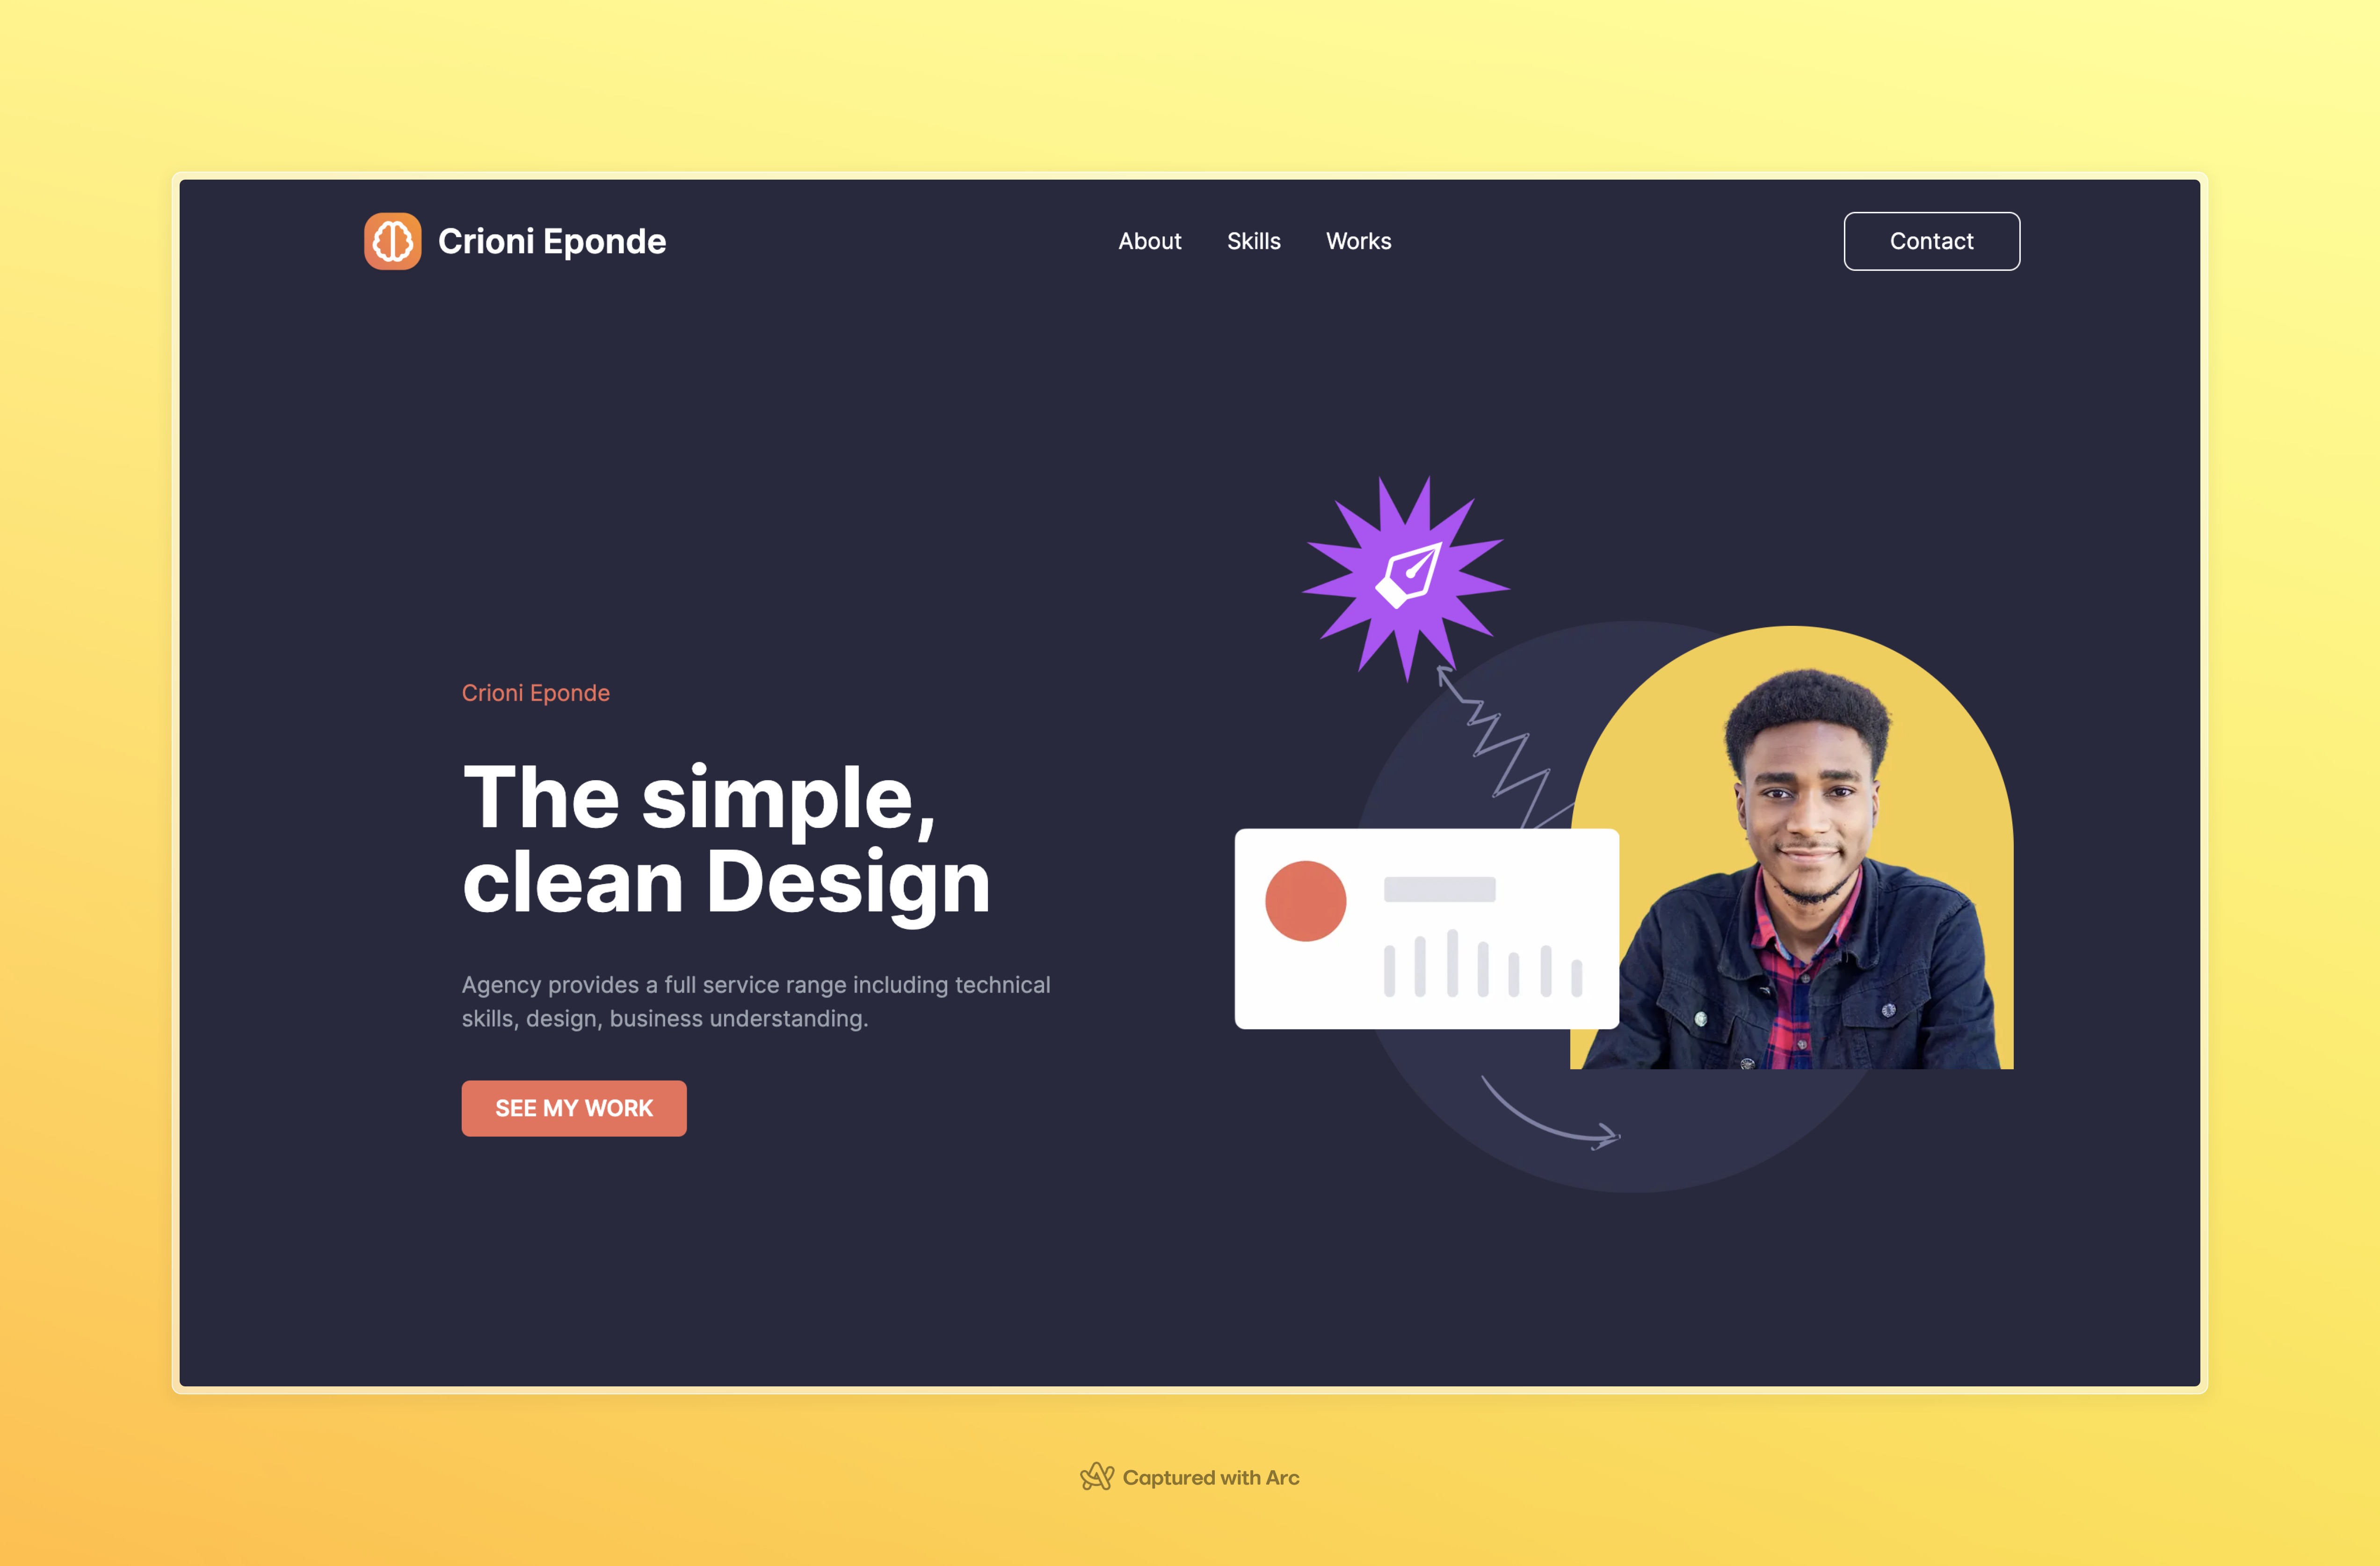 Crioni Eponde
About
Skills
Works
Contact
Crioni Eponde
The simple,
clean Design
Agency provides a full service range including technical
skills, design, business understanding.
SEE MY WORK
Captured with Arc